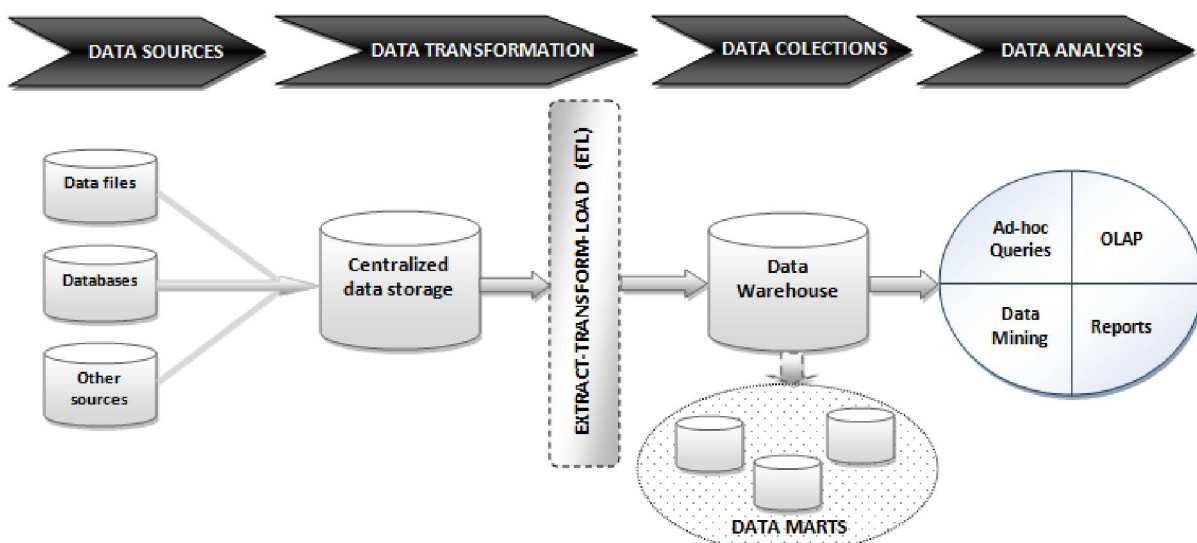 DATA SOURCES
DATA TRANSFORMATION
DATA COLECTIONS
DATA ANALYSIS
Data files
Databases
Other
sources
Centralized
data storage
EXTRACT-TRANSFORM-LOAD (ETL)
Data
Warehouse
DATA MARTS
Ad-hoc
Queries
OLAP
Data
Mining
Reports